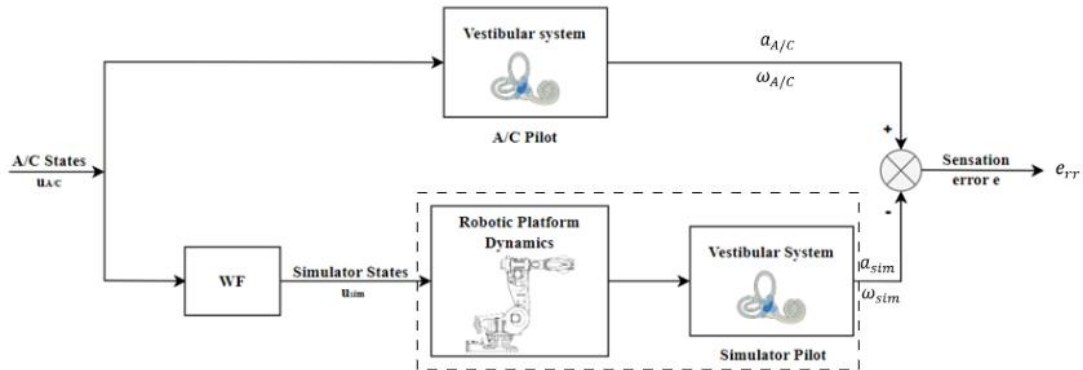 Vestibular system
A/C Pilot
a_{A/C}
ω_{A/C}
+
A/C States
u_{A/C}
Sensation
error e
e_{rr}
-
WF
Simulator States
u_{sim}
Robotic Platform
Dynamics
Vestibular System
Simulator Pilot
a_{sim}
ω_{sim}